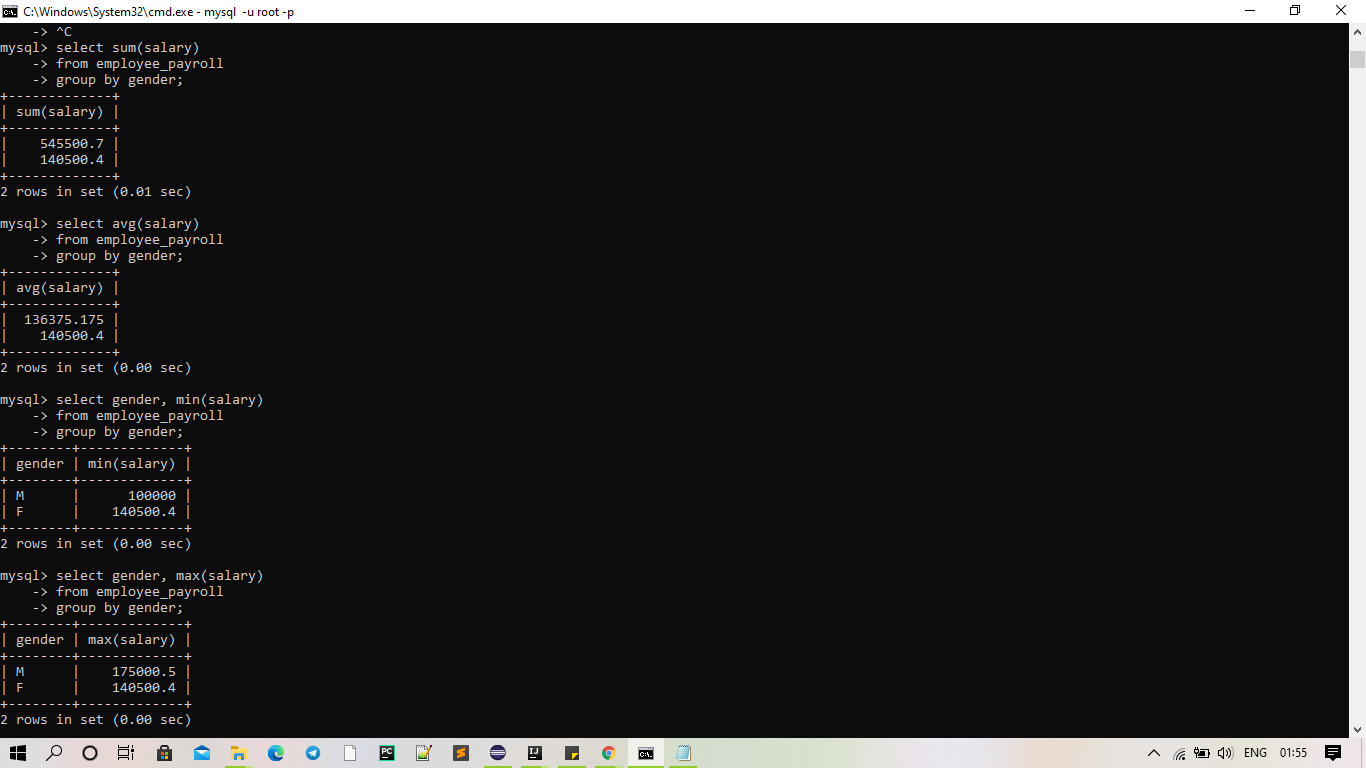 C:\Windows\System32\cmd.exe - mysql  -u root -p
    -> ^C
mysql> select sum(salary)
    -> from employee_payroll
    -> group by gender;
+-------------+
| sum(salary) |
+-------------+
|    545500.7 |
|    140500.4 |
+-------------+
2 rows in set (0.01 sec)

mysql> select avg(salary)
    -> from employee_payroll
    -> group by gender;
+-------------+
| avg(salary) |
+-------------+
|  136375.175 |
|    140500.4 |
+-------------+
2 rows in set (0.00 sec)

mysql> select gender, min(salary)
    -> from employee_payroll
    -> group by gender;
+--------+-------------+
| gender | min(salary) |
+--------+-------------+
| M      |      100000 |
| F      |    140500.4 |
+--------+-------------+
2 rows in set (0.00 sec)

mysql> select gender, max(salary)
    -> from employee_payroll
    -> group by gender;
+--------+-------------+
| gender | max(salary) |
+--------+-------------+
| M      |    175000.5 |
| F      |    140500.4 |
+--------+-------------+
2 rows in set (0.00 sec)
PC
IJ
ENG
01:55